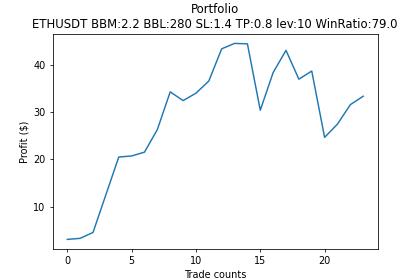 Portfolio
ETHUSDT BBM:2.2 BBL:280 SL:1.4 TP:0.8 lev:10 WinRatio:79.0
40
30
20
10
Profit ($)
0 5 10 15 20
Trade counts